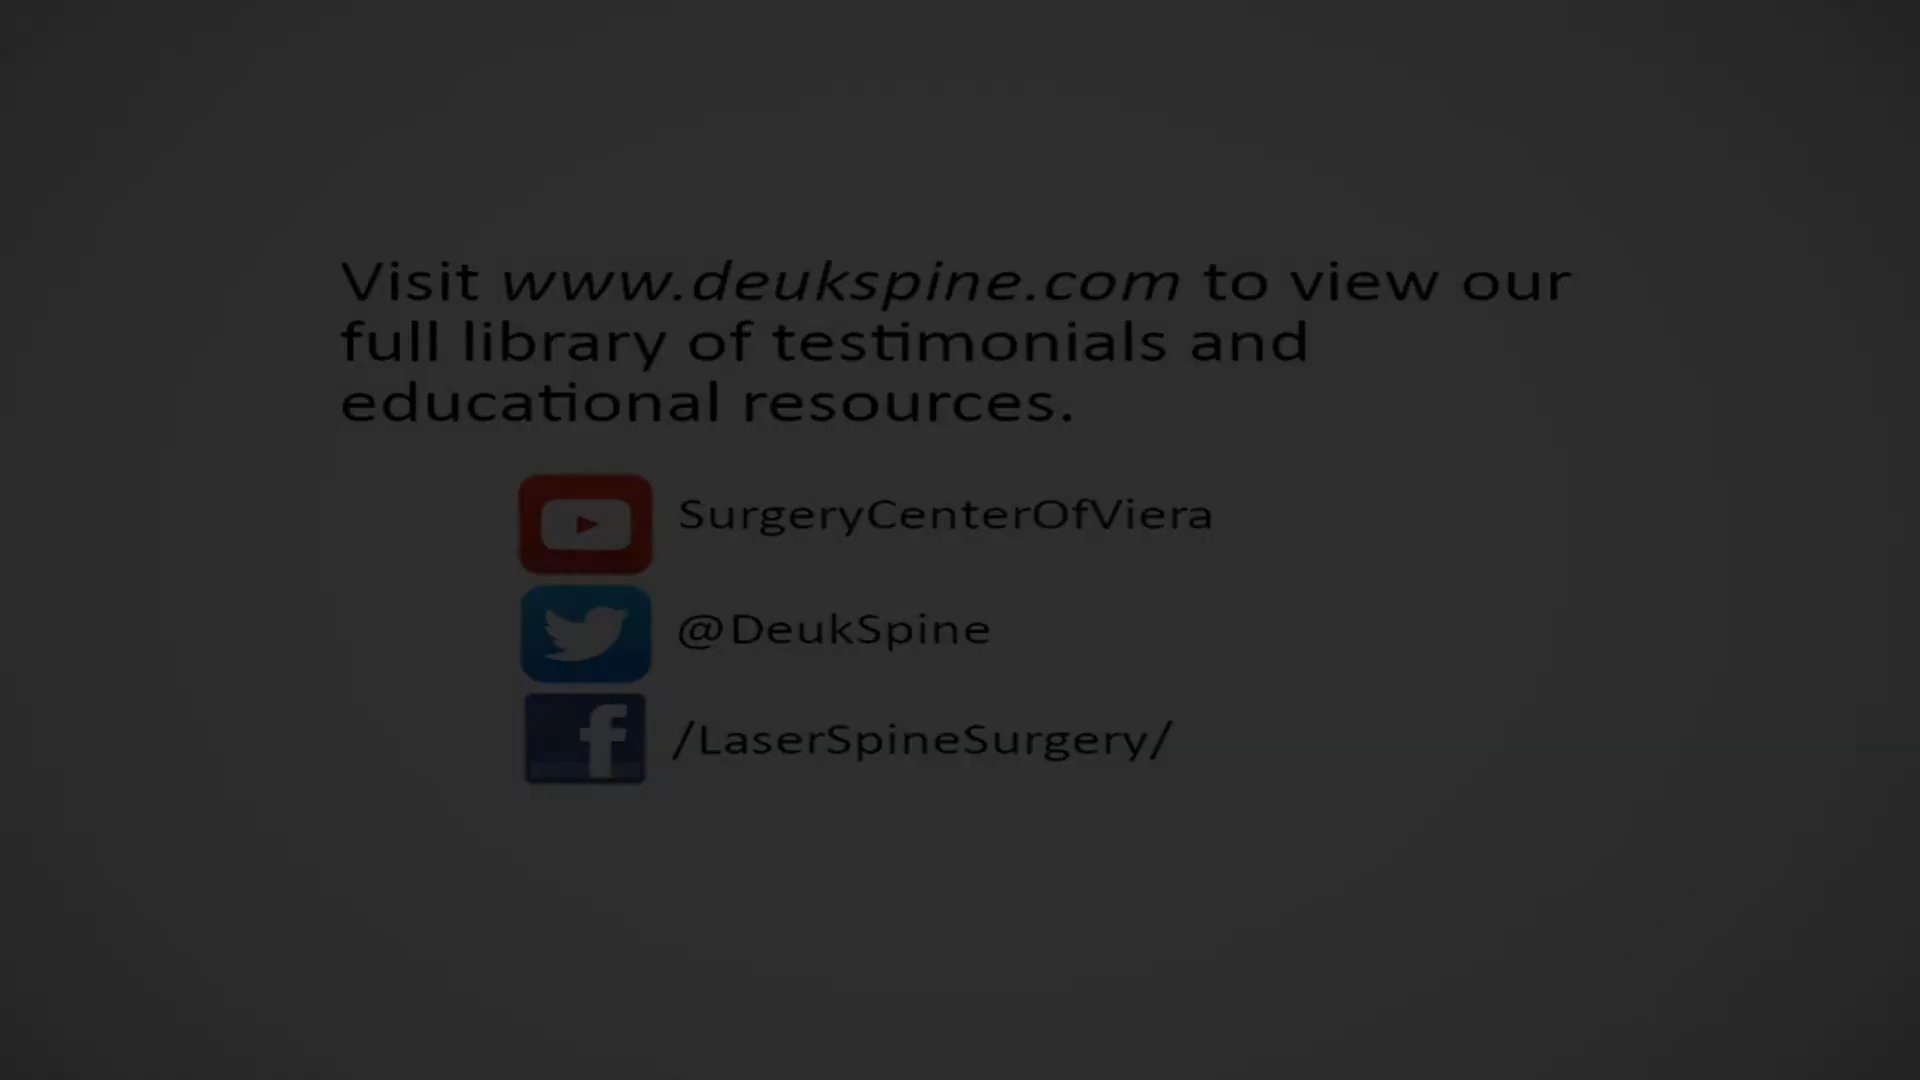 Visit www.deukspine.com to view our
full library of testimonials and
educational resources.
SurgeryCenterOfViera
@DeukSpine
f /LaserSpineSurgery/